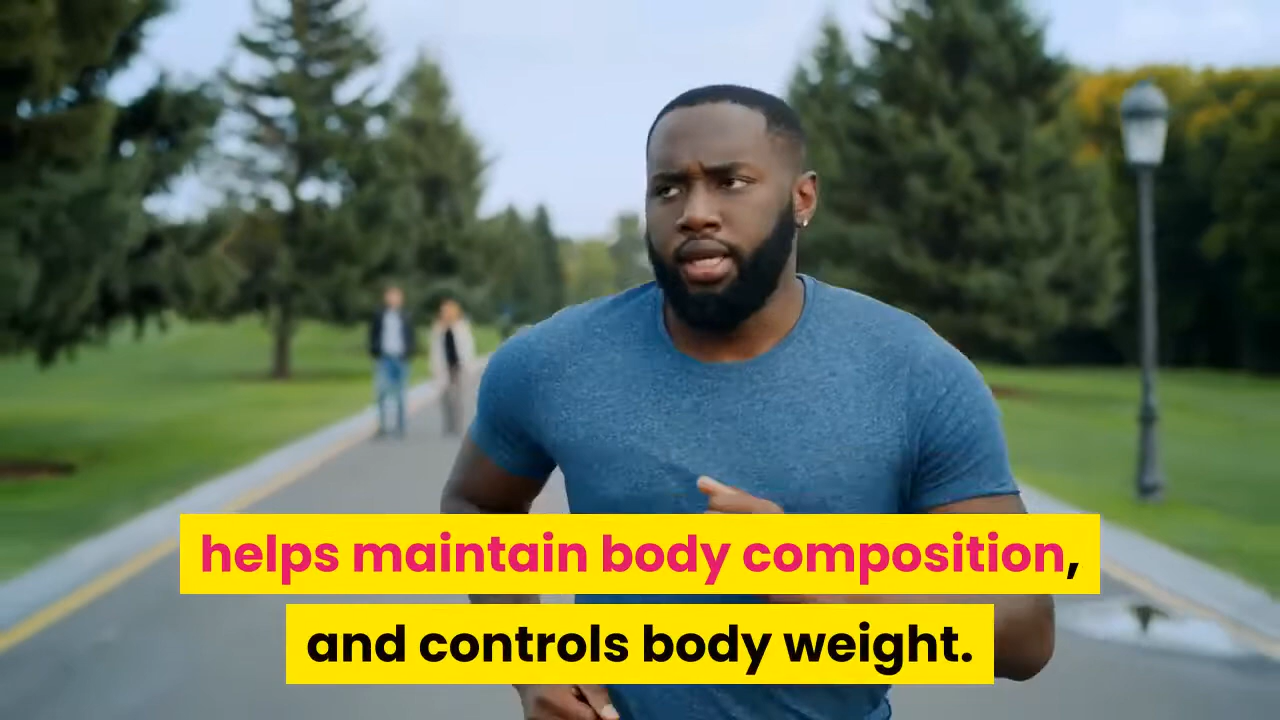 helps maintain body composition,
and controls body weight.